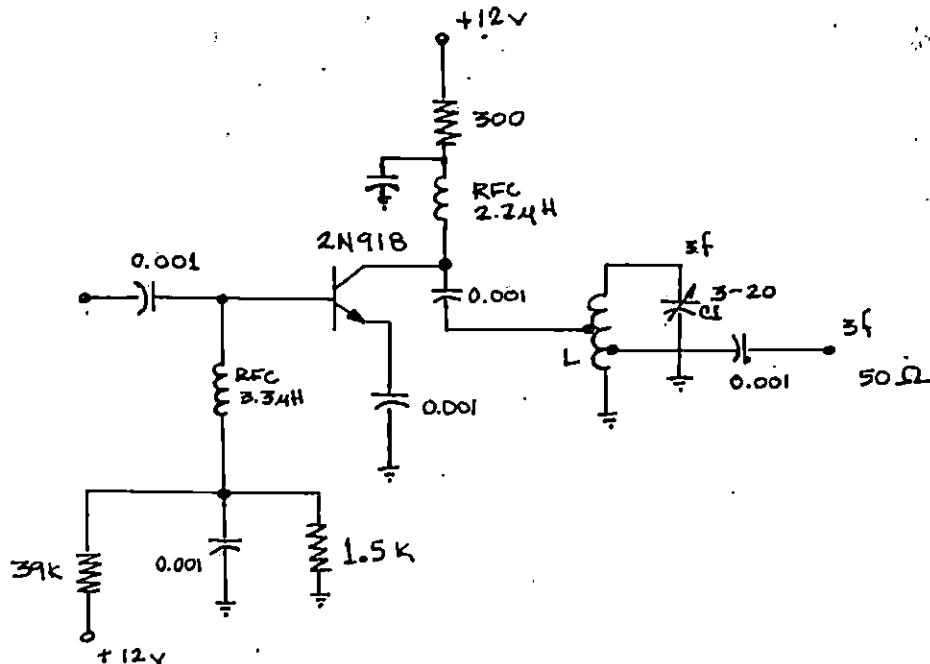 +12v
300
RFC
2.2μH
2N918
0.001
0.001
3f
3-20
C1
L
3f
0.001
50Ω
RFC
3.3μH
0.001
39K
0.001
1.5K
+12v